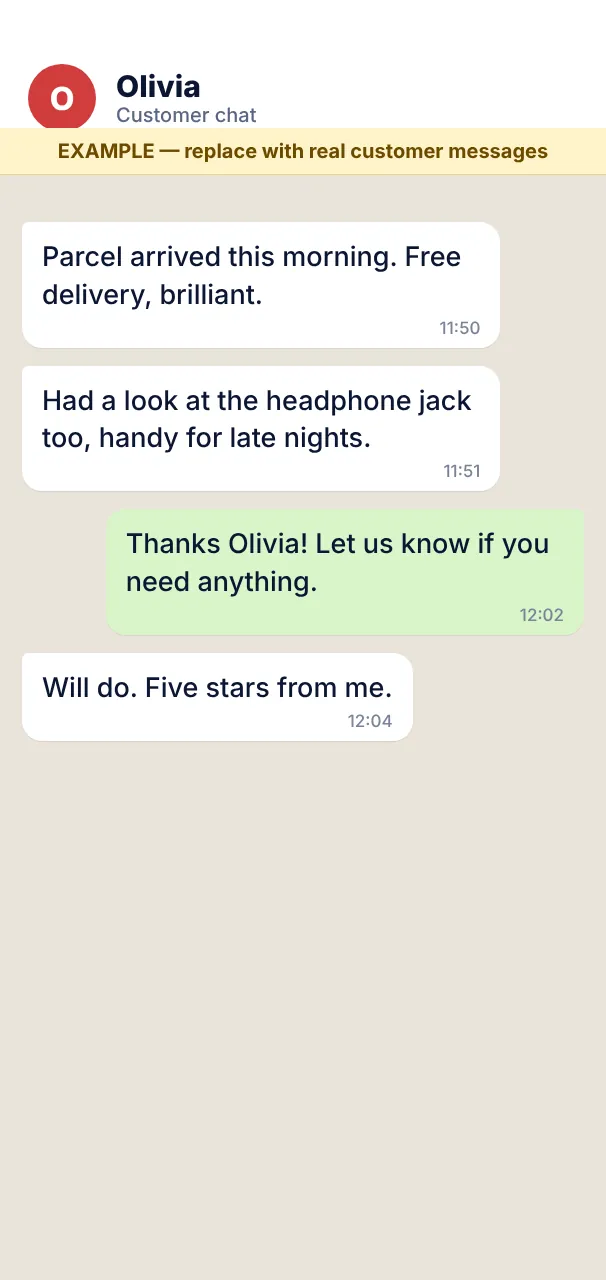 O
Olivia
Customer chat
EXAMPLE — replace with real customer messages
Parcel arrived this morning. Free
delivery, brilliant.
11:50
Had a look at the headphone jack
too, handy for late nights.
11:51
Thanks Olivia! Let us know if you
need anything.
12:02
Will do. Five stars from me.
12:04